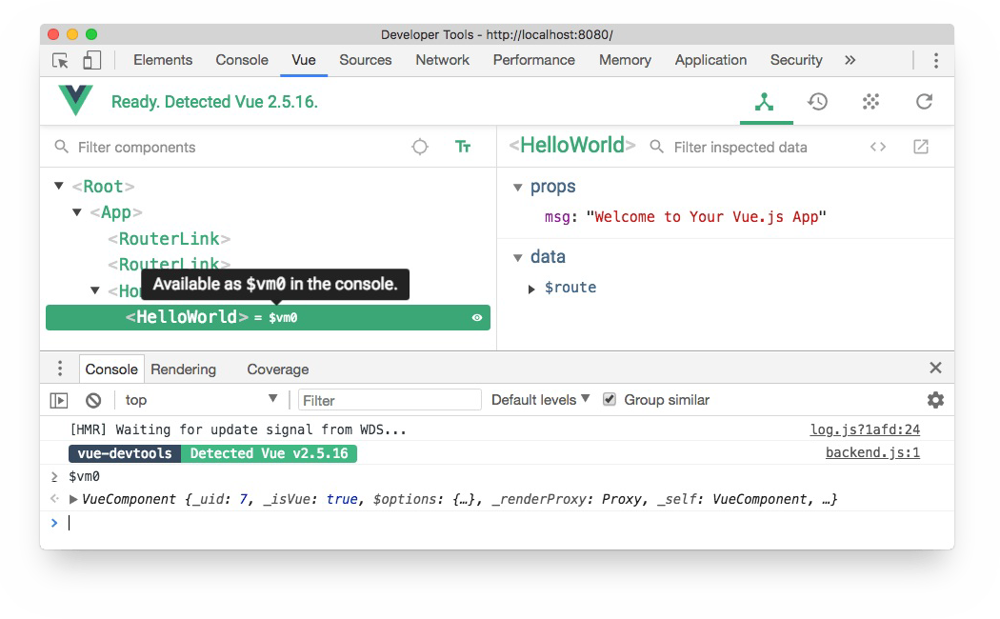 Developer Tools - http://localhost:8080/
Elements Console Vue Sources Network Performance Memory Application Security »
Ready. Detected Vue 2.5.16.
Filter components
Tт
<Root>
<App>
<RouterLink>
<RouterLink>
<Ho
Available as $vm0 in the console.
<HelloWorld> = $vm0
<HelloWorld> Filter inspected data <>
props
msg: "Welcome to Your Vue.js App"
data
$route
Console Rendering Coverage
top Filter Default levels Group similar
[HMR] Waiting for update signal from WDS... log.js?1afd:24
vue-devtools Detected Vue v2.5.16 backend.js:1
> $vm0
VueComponent {_uid: 7, _isVue: true, $options: {…}, _renderProxy: Proxy, _self: VueComponent, …}
>